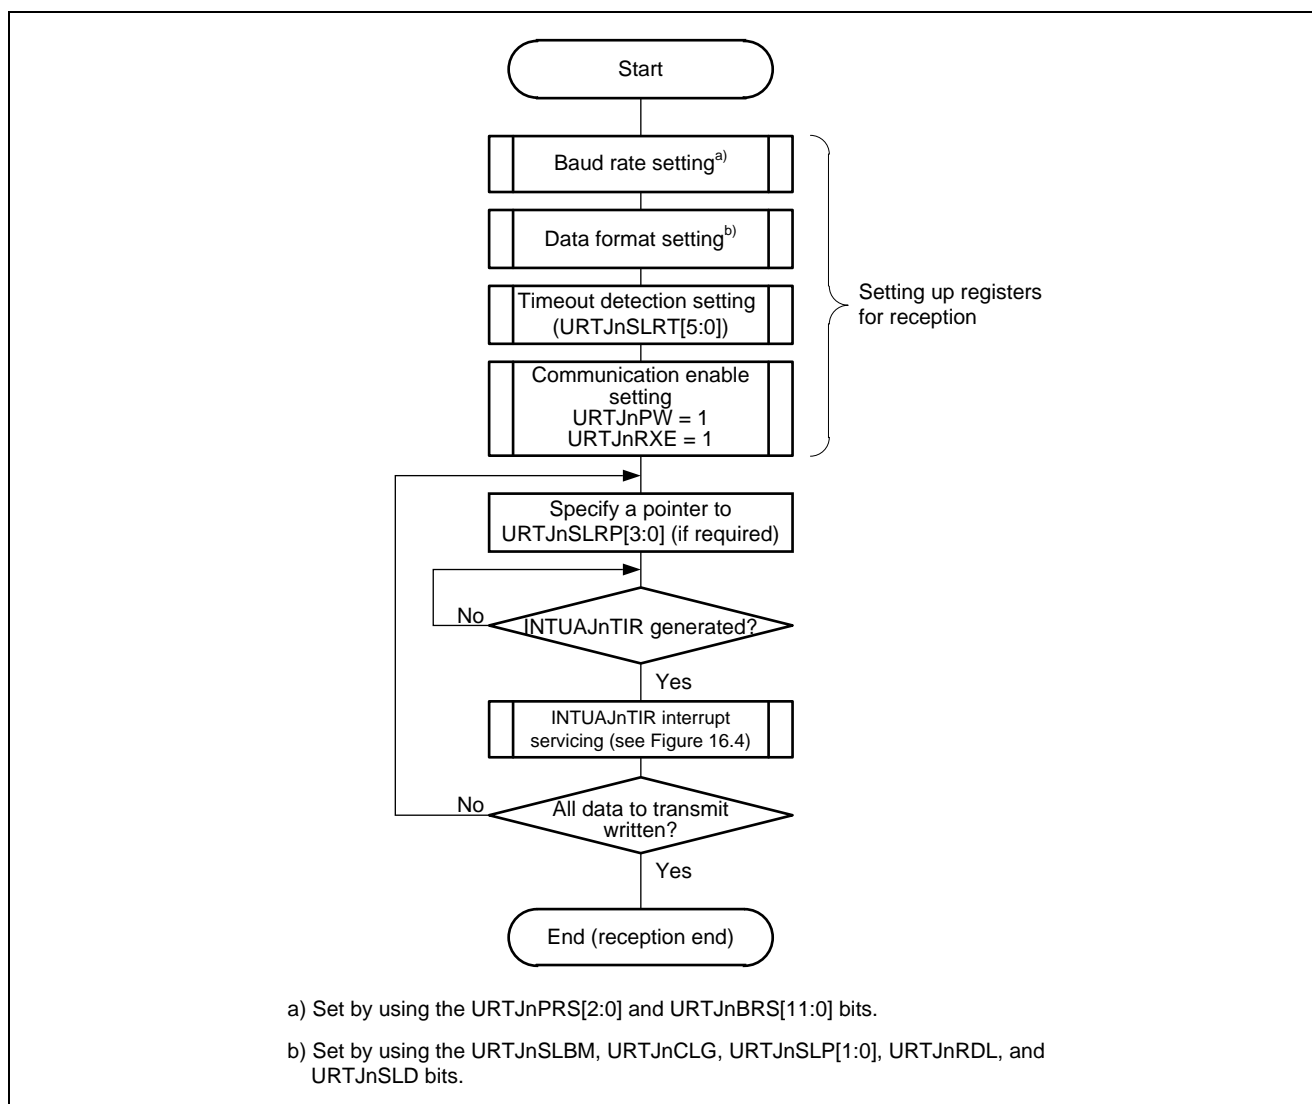 Start
Baud rate setting a)
Data format setting b)
Timeout detection setting
(URTJnSLRT[5:0])
Communication enable
setting
URTJnPW = 1
URTJnRXE = 1
Setting up registers
for reception
Specify a pointer to
URTJnSLRP[3:0] (if required)
No
INTUAJnTIR generated?
Yes
INTUAJnTIR interrupt
servicing (see Figure 16.4)
No
All data to transmit
written?
Yes
End (reception end)
a) Set by using the URTJnPRS[2:0] and URTJnBRS[11:0] bits.
b) Set by using the URTJnSLBM, URTJnCLG, URTJnSLP[1:0], URTJnRDL, and
URTJnSLD bits.